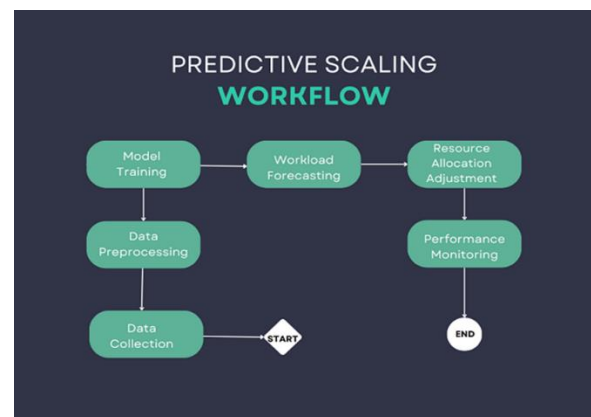 PREDICTIVE SCALING
WORKFLOW
Model
Training
Workload
Forecasting
Resource
Allocation
Adjustment
Data
Preprocessing
Performance
Monitoring
Data
Collection
START
END